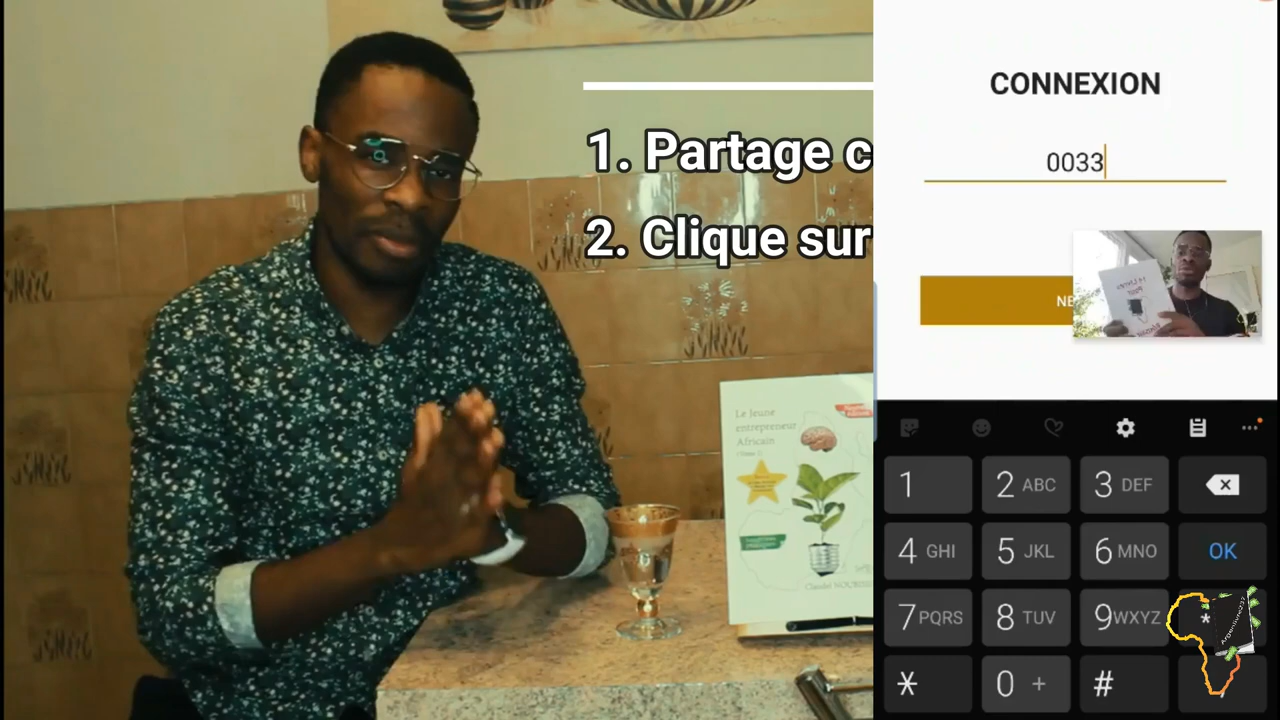 1. Partage c
2. Clique sur
Le Jeune
entrepreneur
Africain
CONNEXION
0033
NE
1
2 ABC
3 DEF
4 GHI
5 JKL
6 MNO
OK
7 PQRS
8 TUV
9 WXYZ
*
*
0 +
#
,